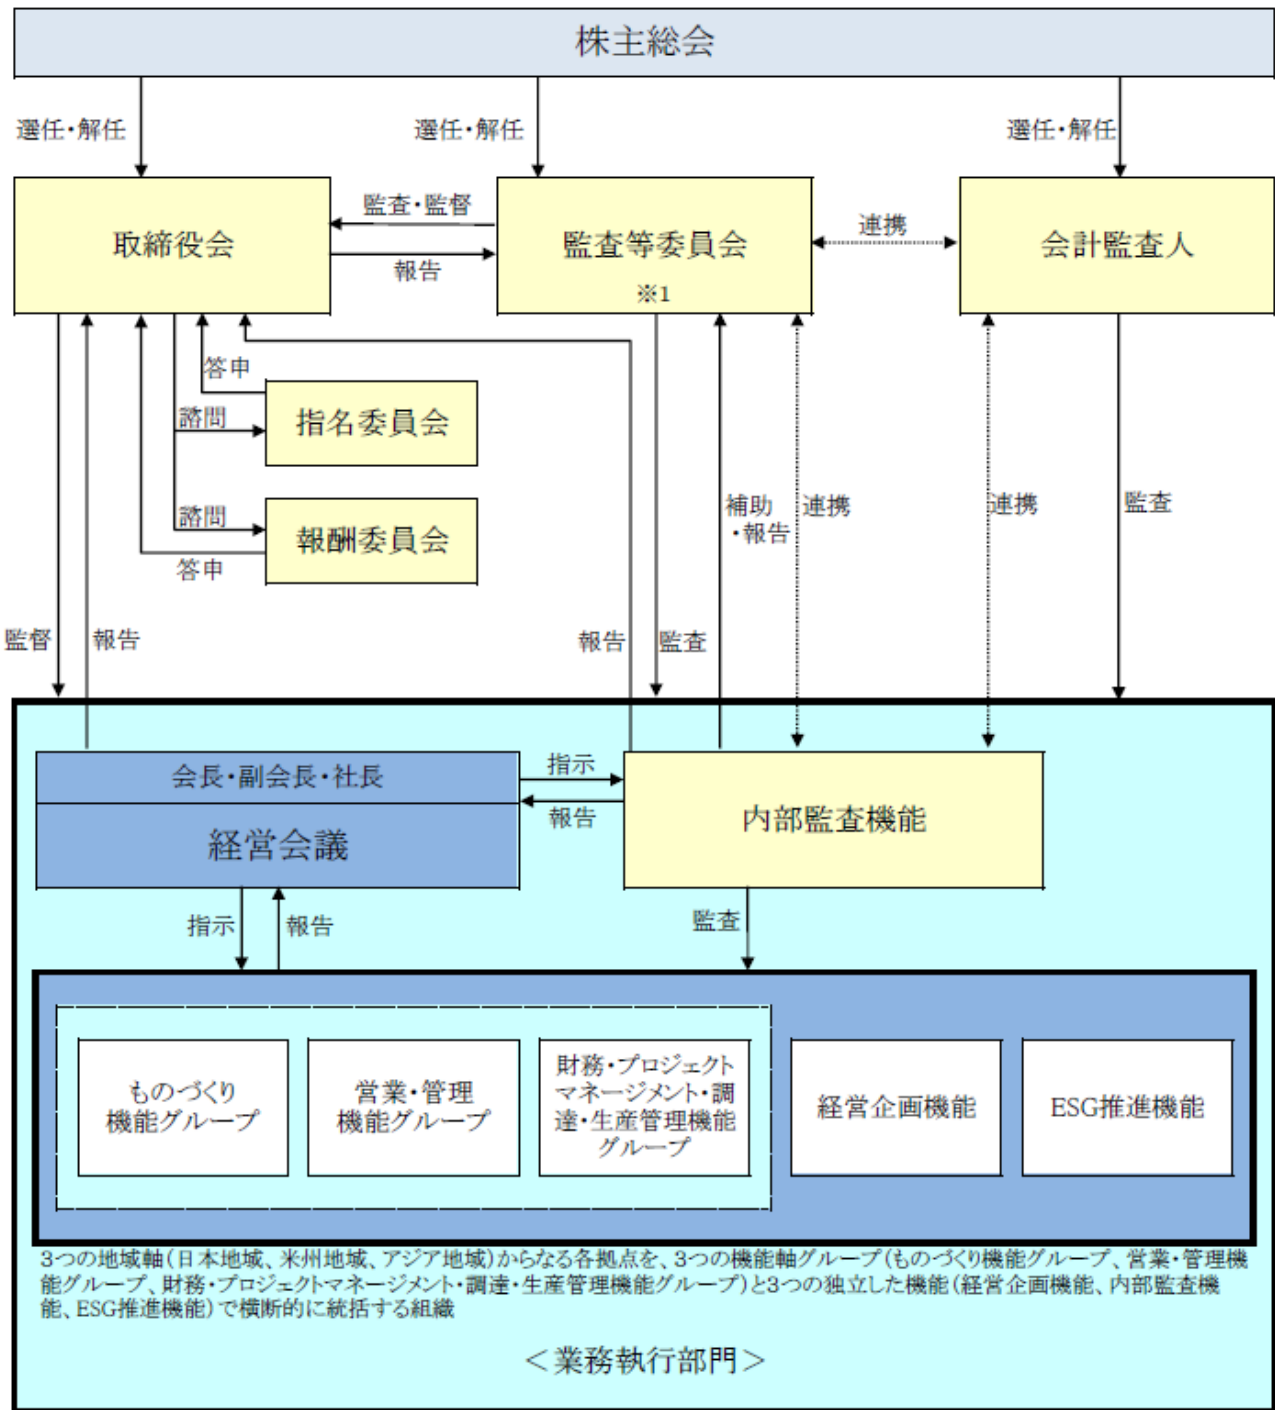 株主総会
選任・解任
選任・解任
選任・解任
取締役会
監査・監督
報告
監査等委員会
※1
連携
会計監査人
答申
指名委員会
諮問
諮問
報酬委員会
答申
補助
・報告
連携
連携
監査
監督
報告
報告
監査
会長・副会長・社長
経営会議
指示
報告
内部監査機能
指示
報告
監査
ものづくり
機能グループ
営業・管理
機能グループ
財務・プロジェクト
マネージメント・調
達・生産管理機能
グループ
経営企画機能
ESG推進機能
3つの地域軸(日本地域、米州地域、アジア地域)からなる各拠点を、3つの機能軸グループ(ものづくり機能グループ、営業・管理機
能グループ、財務・プロジェクトマネージメント・調達・生産管理機能グループ)と3つの独立した機能(経営企画機能、内部監査機
能、ESG推進機能)で横断的に統括する組織
＜業務執行部門＞